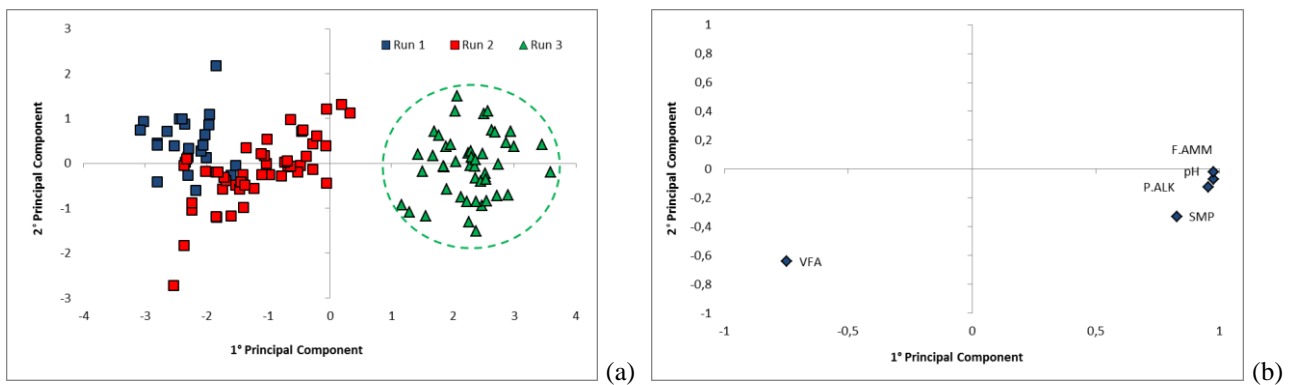 Run 1 Run 2 Run 3
3
2
1
0
-1
-2
-3
2° Principal Component
-4 -3 -2 -1 0 1 2 3 4
1° Principal Component
(a)
1
0,8
0,6
0,4
0,2
0
-0,2
-0,4
-0,6
-0,8
-1
2° Principal Component
F.AMM
pH
P.ALK
SMP
VFA
-1 -0,5 0 0,5 1
1° Principal Component
(b)